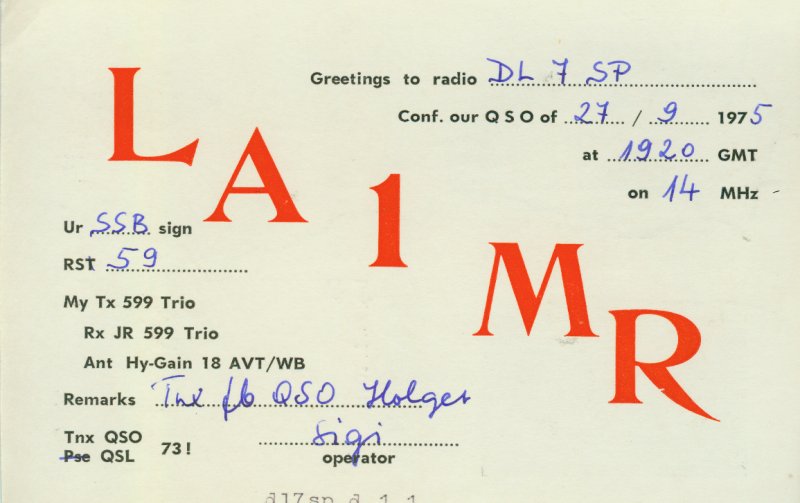 LA1MR
Greetings to radio DL 7 SP
Conf. our QSO of 27 / 9 1975
at 1920 GMT
on 14 MHz
Ur SSB sign
RST 59
My Tx 599 Trio
Rx JR 599 Trio
Ant Hy-Gain 18 AVT/WB
Remarks Tnx fb QSO Holger
Tnx QSO
Pse QSL 73!
Sigi
operator